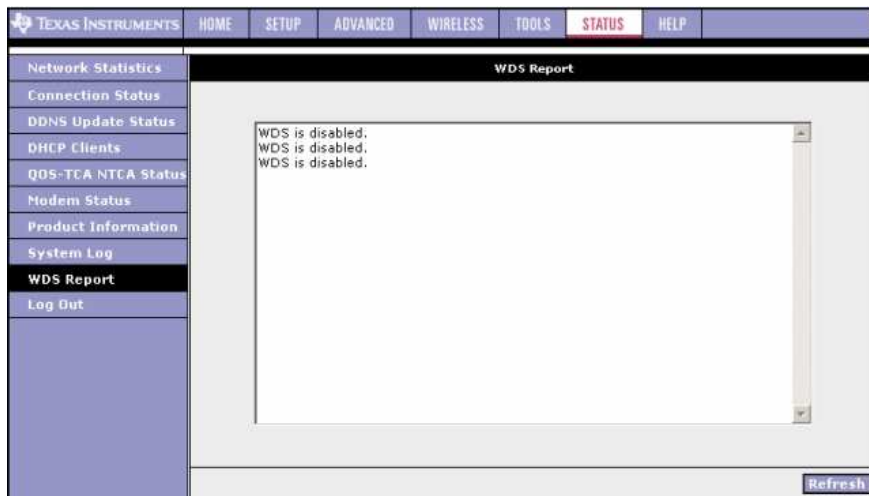 TEXAS INSTRUMENTS
HOME
SETUP
ADVANCED
WIRELESS
TOOLS
STATUS
HELP
Network Statistics
Connection Status
DDNS Update Status
DHCP Clients
QOS-TCA NTCA Status
Modem Status
Product Information
System Log
WDS Report
Log Out
WDS Report
WDS is disabled.
WDS is disabled.
WDS is disabled.
Refresh